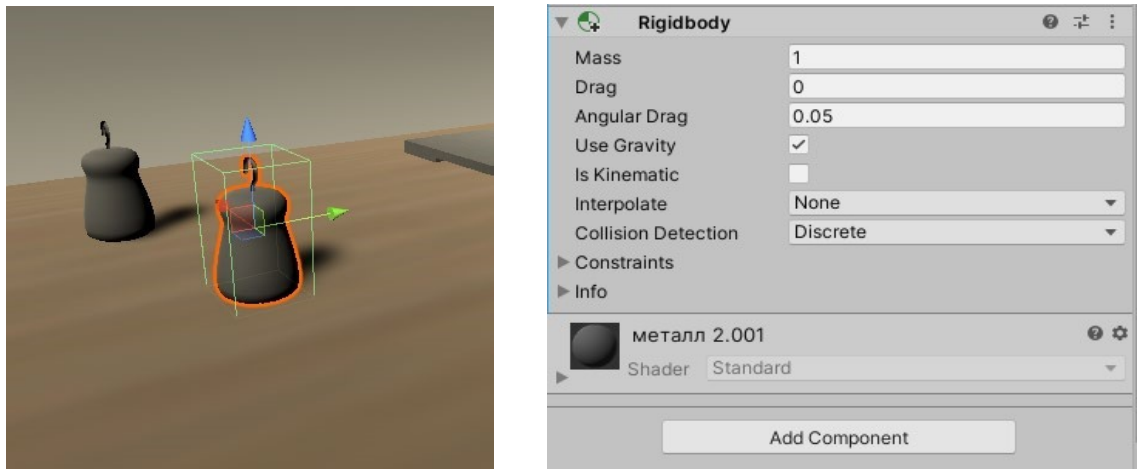 Rigidbody
Mass 1
Drag 0
Angular Drag 0.05
Use Gravity
Is Kinematic
Interpolate None
Collision Detection Discrete
Constraints
Info
металл 2.001
Shader Standard
Add Component